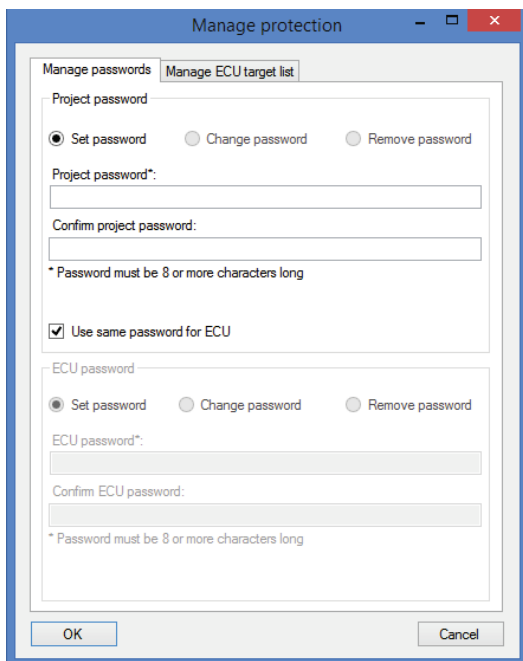 Manage protection
Manage passwords Manage ECU target list
Project password
Set password Change password Remove password
Project password*:
Confirm project password:
* Password must be 8 or more characters long
Use same password for ECU
ECU password
Set password Change password Remove password
ECU password*:
Confirm ECU password:
* Password must be 8 or more characters long
OK Cancel